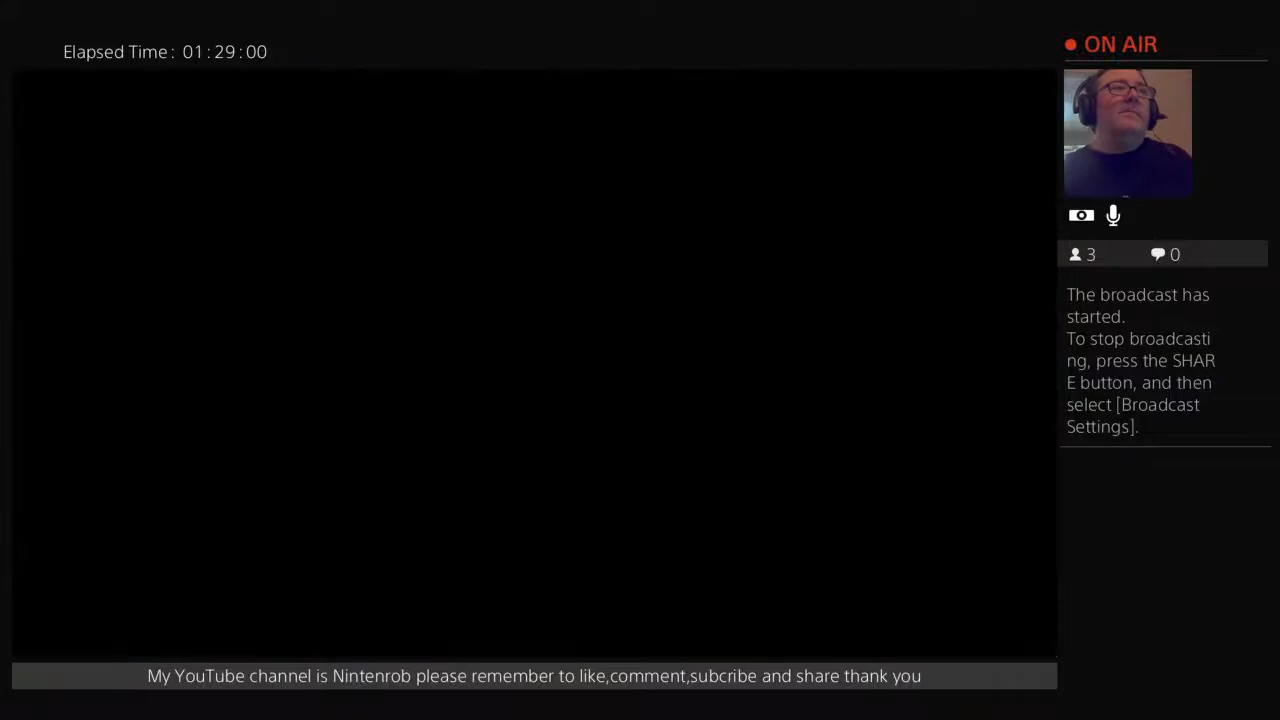 Elapsed Time: 01:29:00
ON AIR
3 0
The broadcast has
started.
To stop broadcasti
ng, press the SHAR
E button, and then
select [Broadcast
Settings].
My YouTube channel is Nintenrob please remember to like,comment,subcribe and share thank you